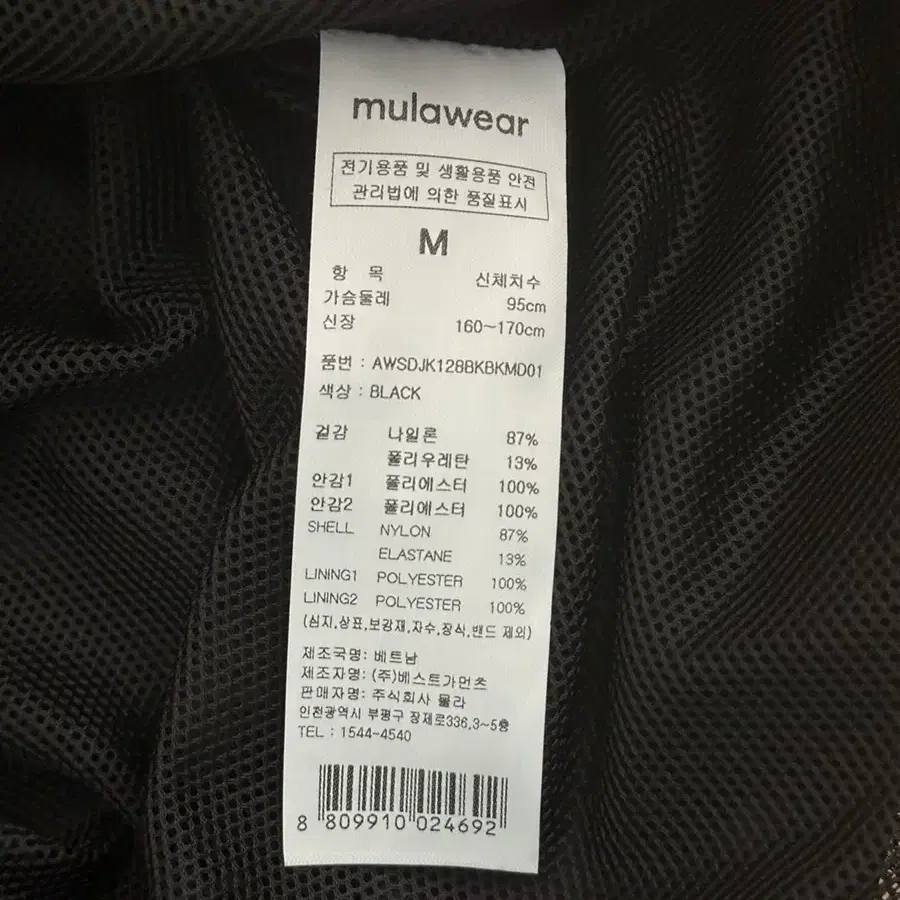 mulawear
전기용품 및 생활용품 안전
관리법에 의한 품질표시
M
항 목 신체치수
가슴둘레 95cm
신장 160~170cm
품번 : AWSDJK128BKBKMD01
색상 : BLACK
겉감 나일론 87%
폴리우레탄 13%
안감1 폴리에스터 100%
안감2 폴리에스터 100%
SHELL NYLON 87%
ELASTANE 13%
LINING1 POLYESTER 100%
LINING2 POLYESTER 100%
(심지,상표,보강재,자수,장식,밴드 제외)
제조국명: 베트남
제조자명: (주)베스트가먼츠
판매자명: 주식회사 물라
인천광역시 부평구 장제로336,3~5층
TEL : 1544-4540
8 809910 024692